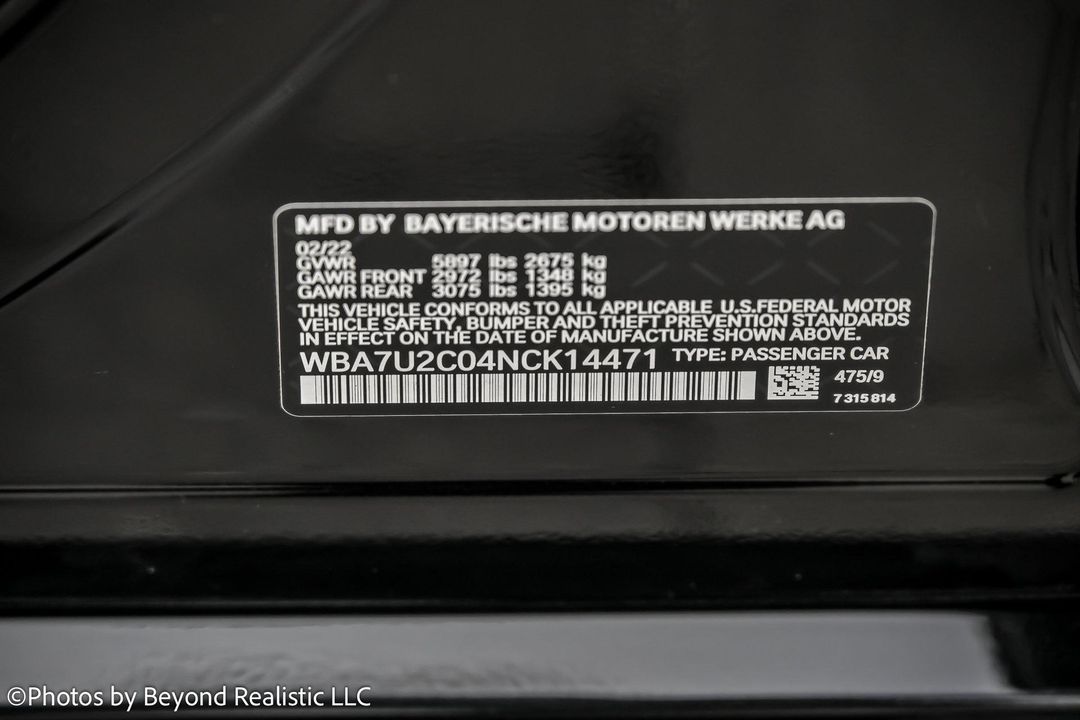 MFD BY BAYERISCHE MOTOREN WERKE AG
02/22
GVWR 5897 lbs 2675 kg
GAWR FRONT 2972 lbs 1348 kg
GAWR REAR 3075 lbs 1395 kg
THIS VEHICLE CONFORMS TO ALL APPLICABLE U.S.FEDERAL MOTOR
VEHICLE SAFETY, BUMPER AND THEFT PREVENTION STANDARDS
IN EFFECT ON THE DATE OF MANUFACTURE SHOWN ABOVE.
WBA7U2C04NCK14471 TYPE: PASSENGER CAR
475/9
7315814
©Photos by Beyond Realistic LLC